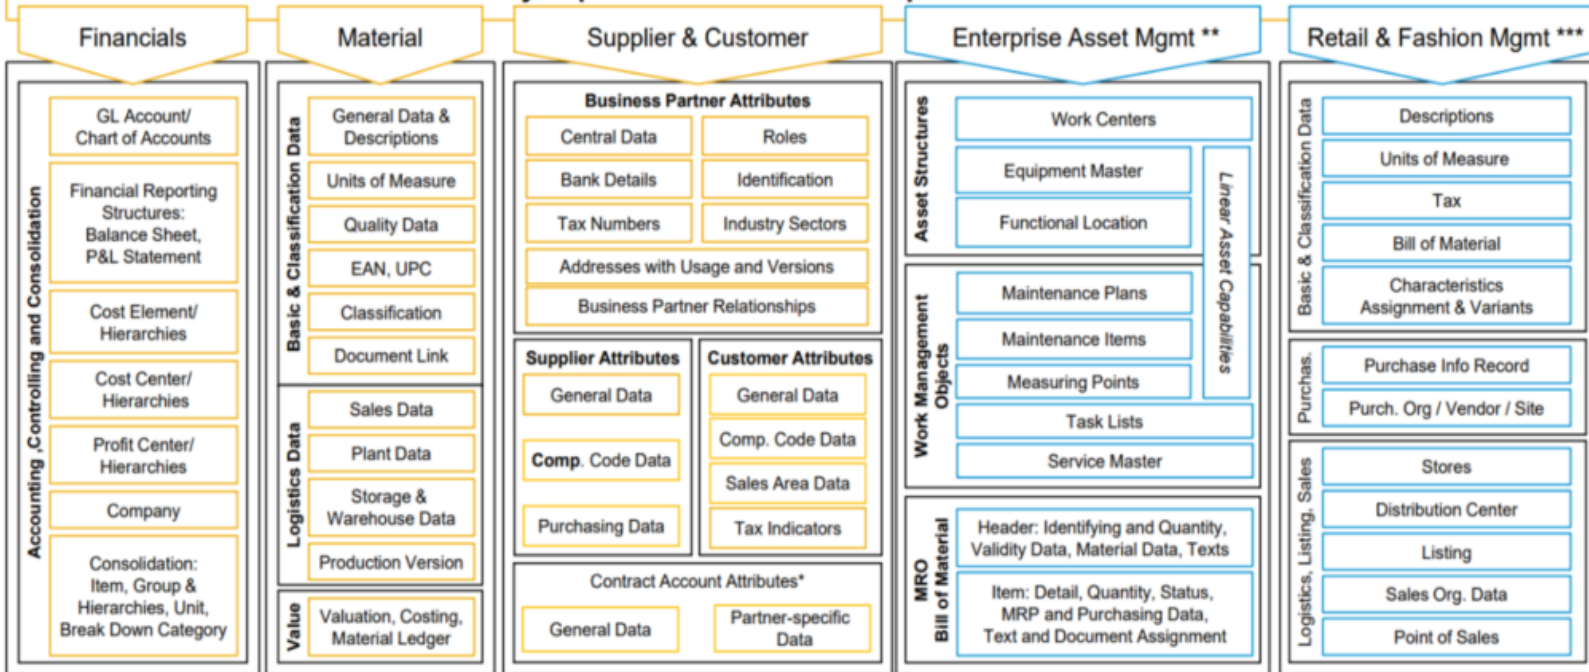 Financials
Accounting ,Controlling and Consolidation
GL Account/
Chart of Accounts
Financial Reporting
Structures:
Balance Sheet,
P&L Statement
Cost Element/
Hierarchies
Cost Center/
Hierarchies
Profit Center/
Hierarchies
Company
Consolidation:
Item, Group &
Hierarchies, Unit,
Break Down Category
Material
Basic & Classification Data
General Data &
Descriptions
Units of Measure
Quality Data
EAN, UPC
Classification
Document Link
Logistics Data
Sales Data
Plant Data
Storage &
Warehouse Data
Production Version
Value
Valuation, Costing,
Material Ledger
Supplier & Customer
Business Partner Attributes
Central Data
Roles
Bank Details
Identification
Tax Numbers
Industry Sectors
Addresses with Usage and Versions
Business Partner Relationships
Supplier Attributes
General Data
Comp. Code Data
Purchasing Data
Customer Attributes
General Data
Comp. Code Data
Sales Area Data
Tax Indicators
Contract Account Attributes*
General Data
Partner-specific
Data
Enterprise Asset Mgmt **
Asset Structures
Work Centers
Equipment Master
Functional Location
Linear Asset Capabilities
Work Management
Objects
Maintenance Plans
Maintenance Items
Measuring Points
Task Lists
Service Master
MRO
Bill of Material
Header: Identifying and Quantity,
Validity Data, Material Data, Texts
Item: Detail, Quantity, Status,
MRP and Purchasing Data,
Text and Document Assignment
Retail & Fashion Mgmt ***
Basic & Classification Data
Descriptions
Units of Measure
Tax
Bill of Material
Characteristics
Assignment & Variants
Purchas.
Purchase Info Record
Purch. Org / Vendor / Site
Logistics, Listing, Sales
Stores
Distribution Center
Listing
Sales Org. Data
Point of Sales